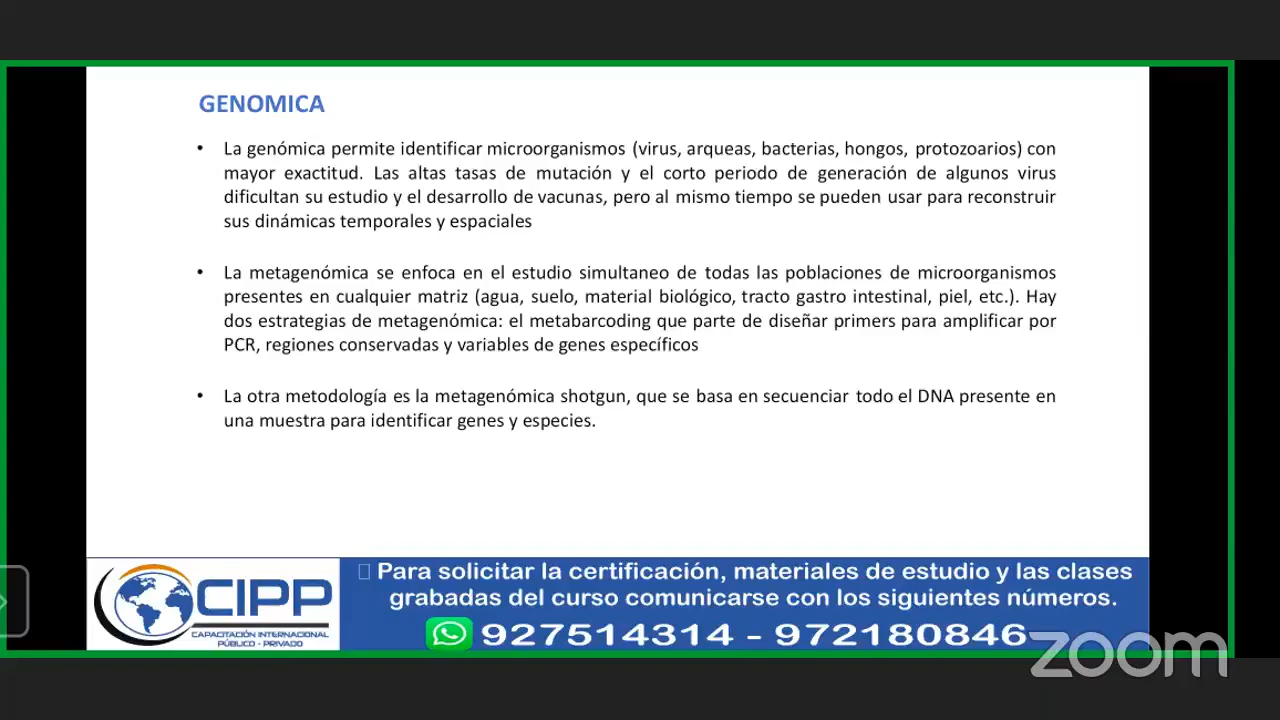 GENOMICA
• La genómica permite identificar microorganismos (virus, arqueas, bacterias, hongos, protozoarios) con
mayor exactitud. Las altas tasas de mutación y el corto periodo de generación de algunos virus
dificultan su estudio y el desarrollo de vacunas, pero al mismo tiempo se pueden usar para reconstruir
sus dinámicas temporales y espaciales
• La metagenómica se enfoca en el estudio simultaneo de todas las poblaciones de microorganismos
presentes en cualquier matriz (agua, suelo, material biológico, tracto gastro intestinal, piel, etc.). Hay
dos estrategias de metagenómica: el metabarcoding que parte de diseñar primers para amplificar por
PCR, regiones conservadas y variables de genes específicos
• La otra metodología es la metagenómica shotgun, que se basa en secuenciar todo el DNA presente en
una muestra para identificar genes y especies.
CIPP
CAPACITACIÓN INTERNACIONAL
PÚBLICO - PRIVADO
Para solicitar la certificación, materiales de estudio y las clases
grabadas del curso comunicarse con los siguientes números.
927514314 - 972180846
zoom